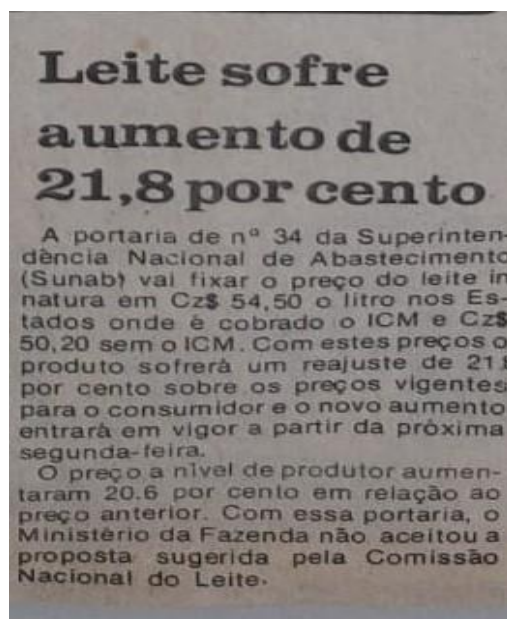 Leite sofre
aumento de
21,8 por cento
A portaria de nº 34 da Superinten-
dência Nacional de Abastecimento
(Sunab) vai fixar o preço do leite in
natura em Cz$ 54,50 o litro nos Es-
tados onde é cobrado o ICM e Cz$
50,20 sem o ICM. Com estes preços o
produto sofrerá um reajuste de 21,8
por cento sobre os preços vigentes
para o consumidor e o novo aumento
entrará em vigor a partir da próxima
segunda-feira.
O preço a nível de produtor aumen-
taram 20.6 por cento em relação ao
preço anterior. Com essa portaria, o
Ministério da Fazenda não aceitou a
proposta sugerida pela Comissão
Nacional do Leite.